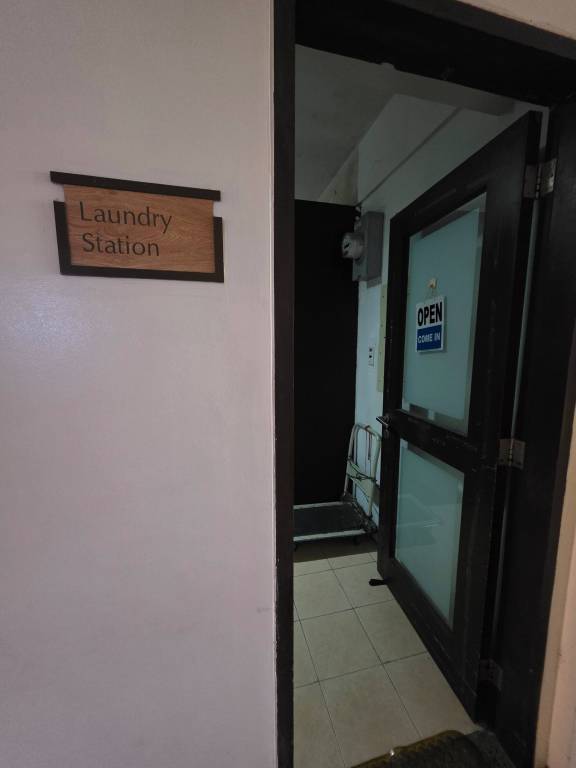 Laundry
Station
OPEN
COME IN